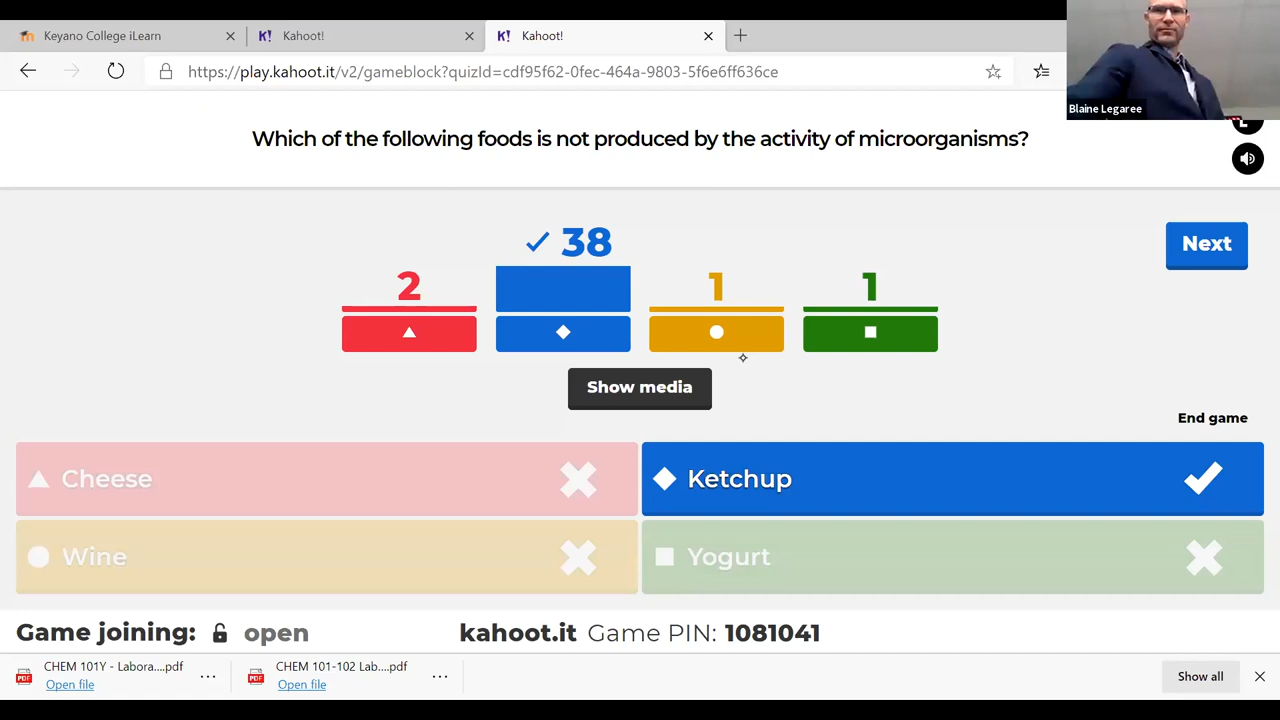 Keyano College iLearn
K! Kahoot!
K! Kahoot!
https://play.kahoot.it/v2/gameblock?quizId=cdf95f62-0fec-464a-9803-5f6e6ff636ce
Blaine Legaree
Which of the following foods is not produced by the activity of microorganisms?
2
38
1
1
Next
Show media
End game
Cheese
Ketchup
Wine
Yogurt
Game joining: open
kahoot.it Game PIN: 1081041
CHEM 101Y - Labora....pdf
Open file
CHEM 101-102 Lab....pdf
Open file
Show all